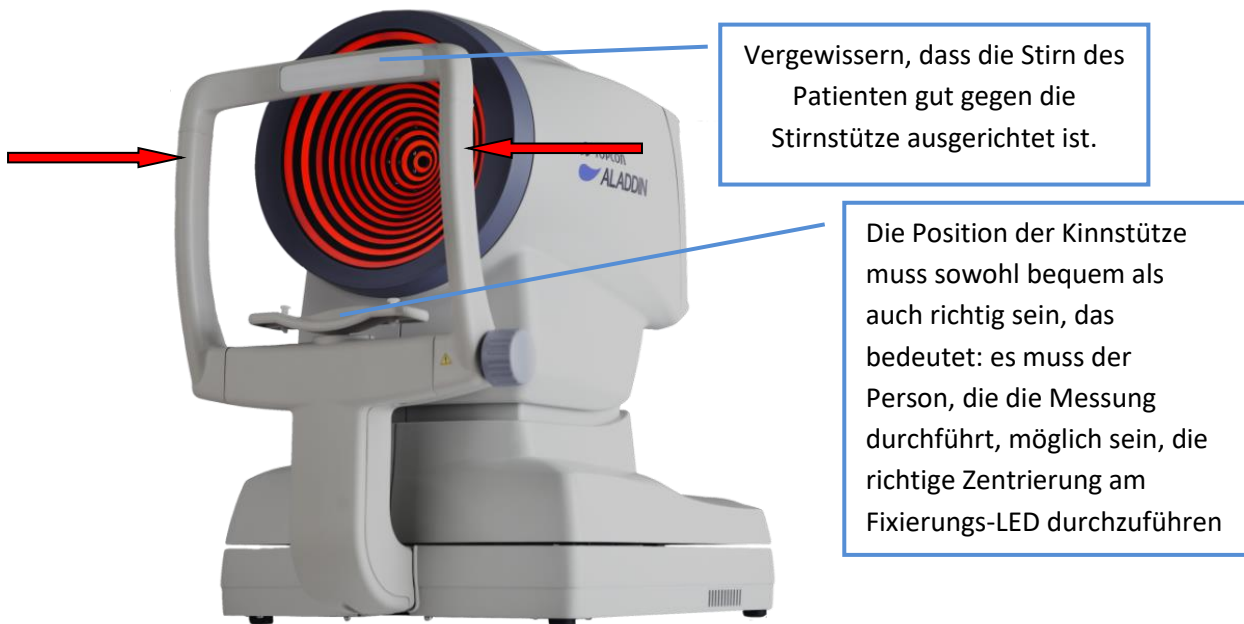 Vergewissern, dass die Stirn des
Patienten gut gegen die
Stirnstütze ausgerichtet ist.
ALADDIN
Die Position der Kinnstütze
muss sowohl bequem als
auch richtig sein, das
bedeutet: es muss der
Person, die die Messung
durchführt, möglich sein, die
richtige Zentrierung am
Fixierungs-LED durchzuführen